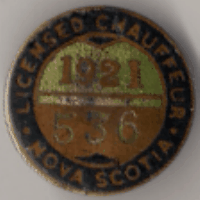 LICENSED CHAUFFEUR
1921
536
NOVA SCOTIA